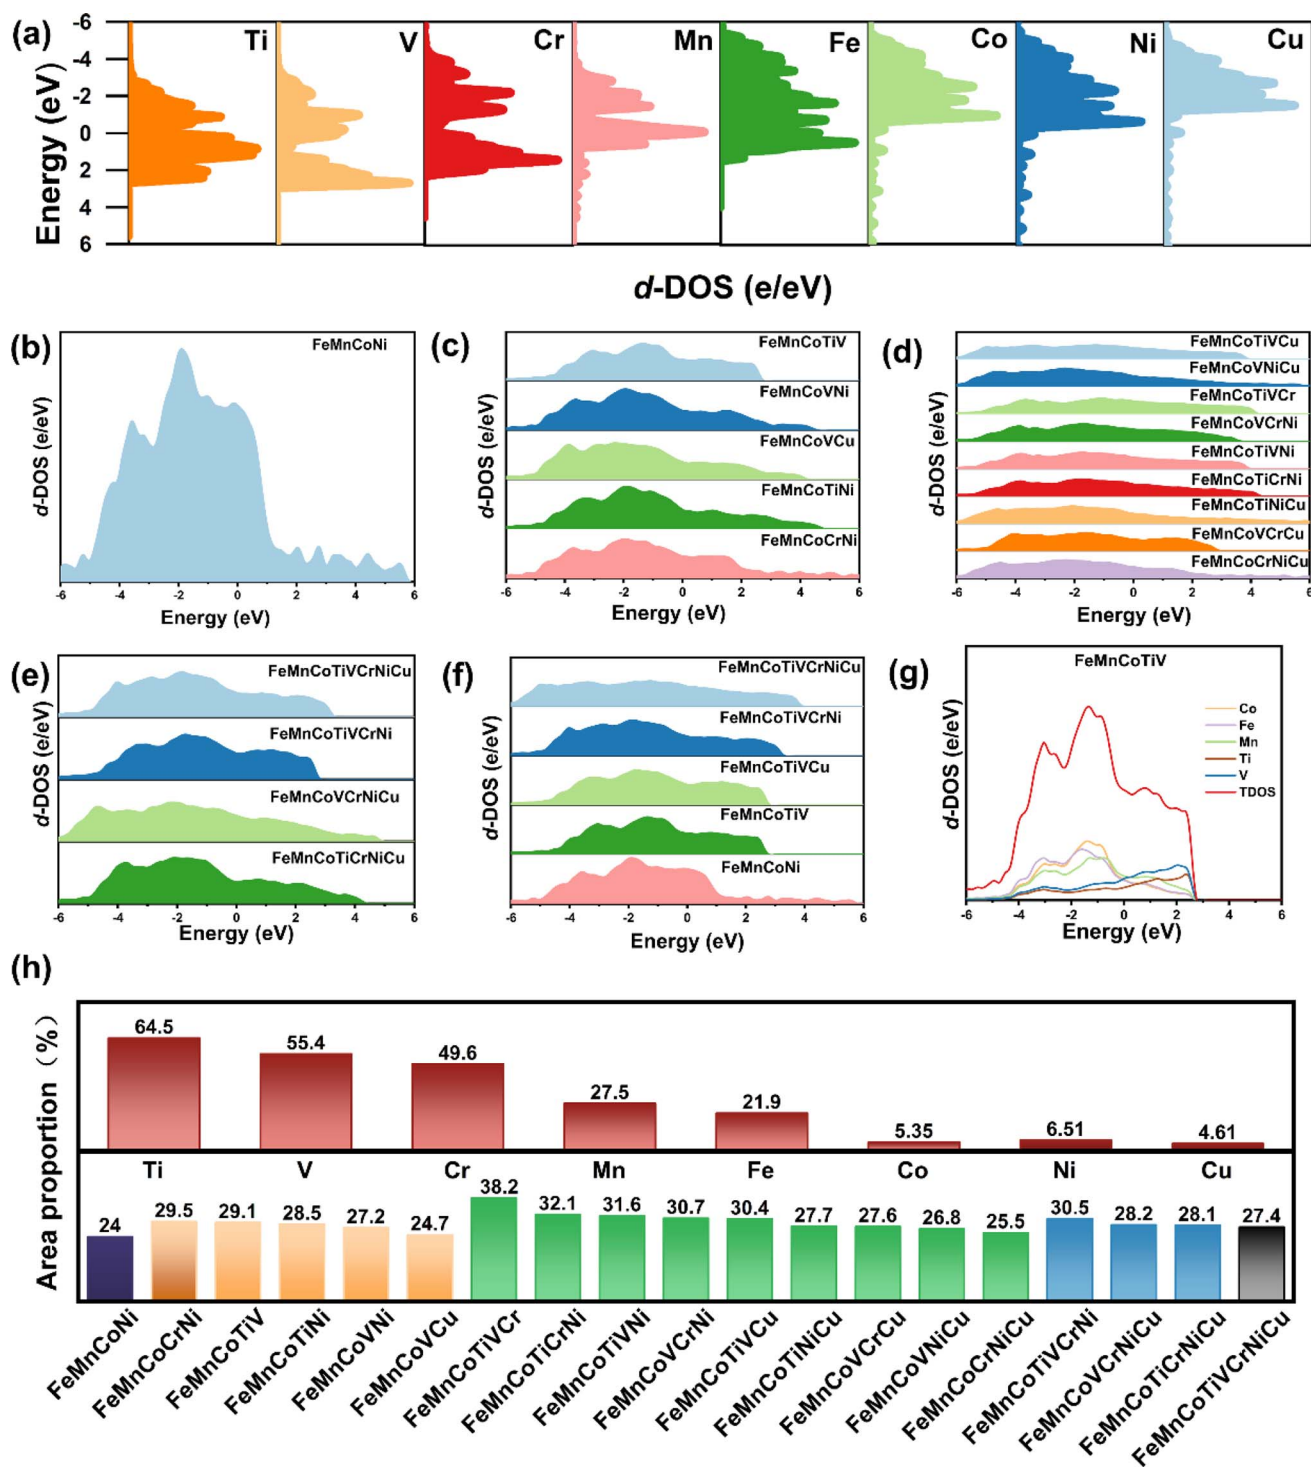 (a)
Energy (eV)
-6
-4
-2
0
2
4
6
Ti
V
Cr
Mn
Fe
Co
Ni
Cu
d-DOS (e/eV)
(b)
FeMnCoNi
d-DOS (e/eV)
-6 -4 -2 0 2 4 6
Energy (eV)
(c)
FeMnCoTiV
FeMnCoVNi
FeMnCoVCu
FeMnCoTiNi
FeMnCoCrNi
d-DOS (e/eV)
-6 -4 -2 0 2 4 6
Energy (eV)
(d)
FeMnCoTiVCu
FeMnCoVNiCu
FeMnCoTiVCr
FeMnCoVCrNi
FeMnCoTiVNi
FeMnCoTiCrNi
FeMnCoTiNiCu
FeMnCoVCrCu
FeMnCoCrNiCu
d-DOS (e/eV)
-6 -4 -2 0 2 4 6
Energy (eV)
(e)
FeMnCoTiVCrNiCu
FeMnCoTiVCrNi
FeMnCoVCrNiCu
FeMnCoTiCrNiCu
d-DOS (e/eV)
-6 -4 -2 0 2 4 6
Energy (eV)
(f)
FeMnCoTiVCrNiCu
FeMnCoTiVCrNi
FeMnCoTiVCu
FeMnCoTiV
FeMnCoNi
d-DOS (e/eV)
-6 -4 -2 0 2 4 6
Energy (eV)
(g)
FeMnCoTiV
Co
Fe
Mn
Ti
V
TDOS
d-DOS (e/eV)
-6 -4 -2 0 2 4 6
Energy (eV)
(h)
Area proportion（%）
64.5 55.4 49.6 27.5 21.9 5.35 6.51 4.61
Ti V Cr Mn Fe Co Ni Cu
24 29.5 29.1 28.5 27.2 24.7 38.2 32.1 31.6 30.7 30.4 27.7 27.6 26.8 25.5 30.5 28.2 28.1 27.4
FeMnCoNi
FeMnCoCrNi
FeMnCoTiV
FeMnCoTiNi
FeMnCoVNi
FeMnCoVCu
FeMnCoTiVCr
FeMnCoTiCrNi
FeMnCoTiVNi
FeMnCoVCrNi
FeMnCoTiVCu
FeMnCoTiNiCu
FeMnCoVCrCu
FeMnCoVNiCu
FeMnCoCrNiCu
FeMnCoTiVCrNi
FeMnCoVCrNiCu
FeMnCoTiCrNiCu
FeMnCoTiVCrNiCu